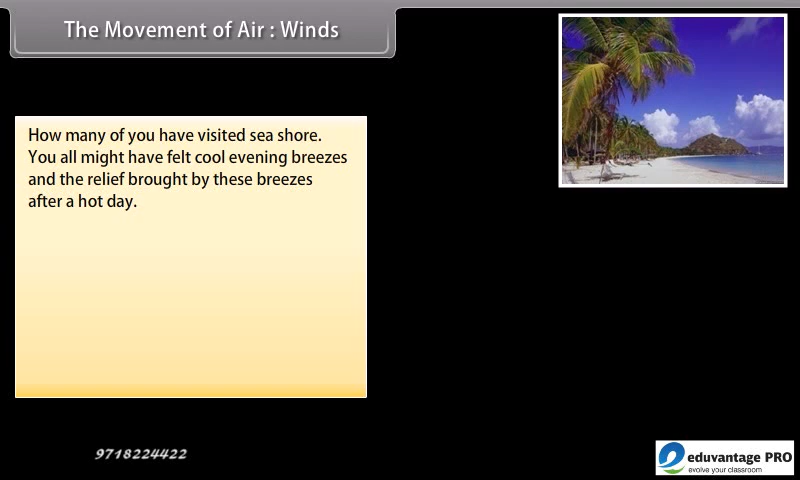 The Movement of Air : Winds
How many of you have visited sea shore.
You all might have felt cool evening breezes
and the relief brought by these breezes
after a hot day.
9718224422
eduvantage PRO
evolve your classroom